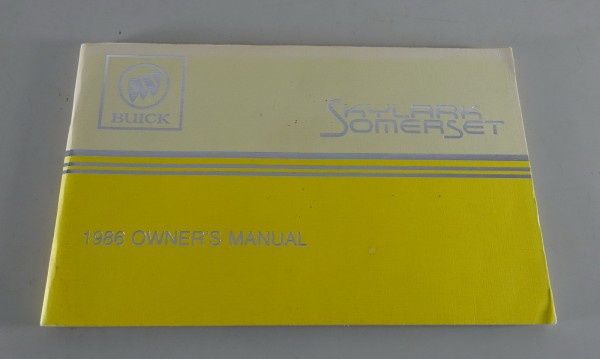 BUICK
SKYLARK
SOMERSET
1986 OWNER'S MANUAL